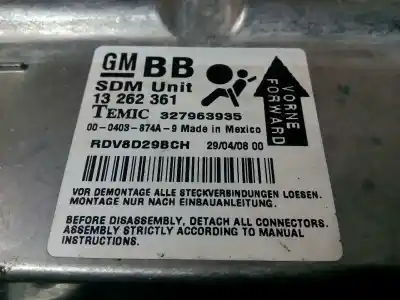 GM BB
SDM Unit
13 262 361
TEMIC 327963935
00-0403-874A-9 Made in Mexico
RDV8D29BCH 29/04/08 00
VORNE
FORWARD
VOR DEMONTAGE ALLE STECKVERBINDUNGEN LOESEN.
MONTAGE NUR NACH EINBAUANLEITUNG.
BEFORE DISASSEMBLY, DETACH ALL CONNECTORS.
ASSEMBLY STRICTLY ACCORDING TO MANUAL
INSTRUCTIONS.